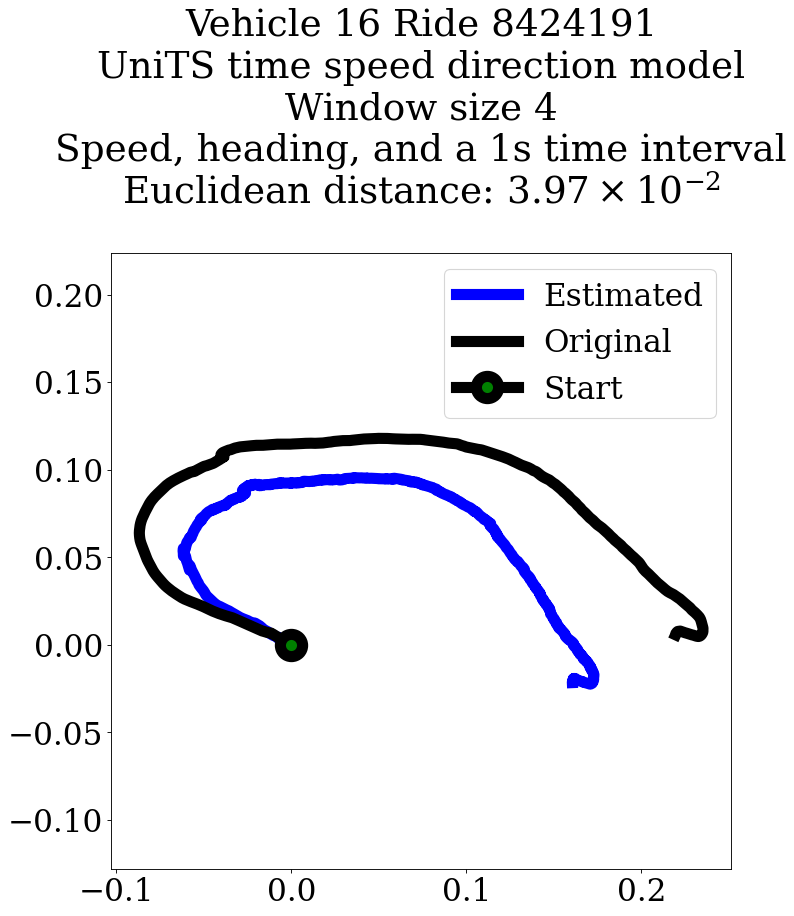 Vehicle 16 Ride 8424191
UniTS time speed direction model
Window size 4
Speed, heading, and a 1s time interval
Euclidean distance: 3.97 × 10⁻²
Estimated
Original
Start
0.20
0.15
0.10
0.05
0.00
−0.05
−0.10
−0.1 0.0 0.1 0.2